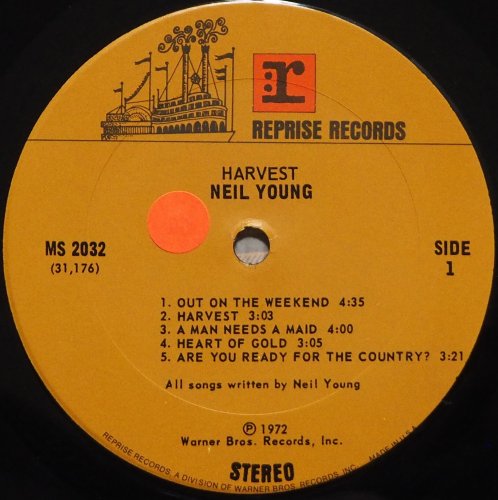 r
REPRISE RECORDS
HARVEST
NEIL YOUNG
MS 2032
(31,176)
SIDE
1
1. OUT ON THE WEEKEND 4:35
2. HARVEST 3:03
3. A MAN NEEDS A MAID 4:00
4. HEART OF GOLD 3:05
5. ARE YOU READY FOR THE COUNTRY? 3:21
All songs written by Neil Young
℗ 1972
Warner Bros. Records, Inc.
REPRISE RECORDS, A DIVISION OF WARNER BROS. RECORDS, INC. MADE IN U.S.A.
STEREO